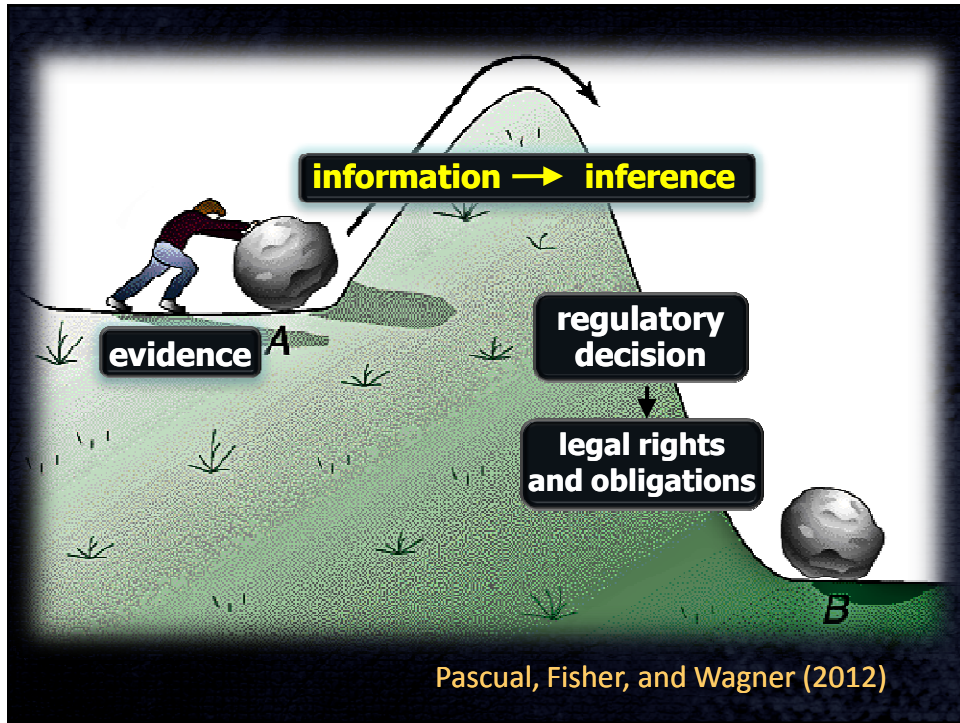 information → inference
evidence
A
regulatory
decision
legal rights
and obligations
B
Pascual, Fisher, and Wagner (2012)